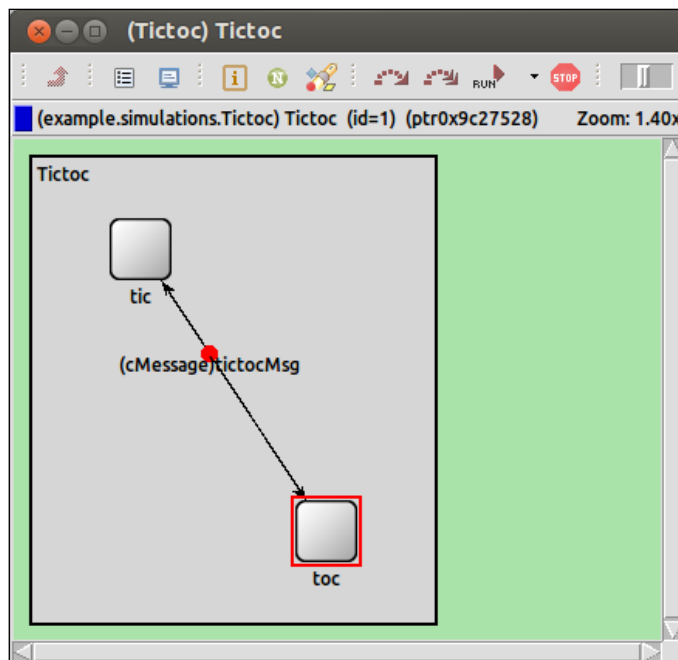 (Tictoc) Tictoc
i N RUN STOP
(example.simulations.Tictoc) Tictoc (id=1) (ptr0x9c27528) Zoom: 1.40x
Tictoc
tic
(cMessage)tictocMsg
toc